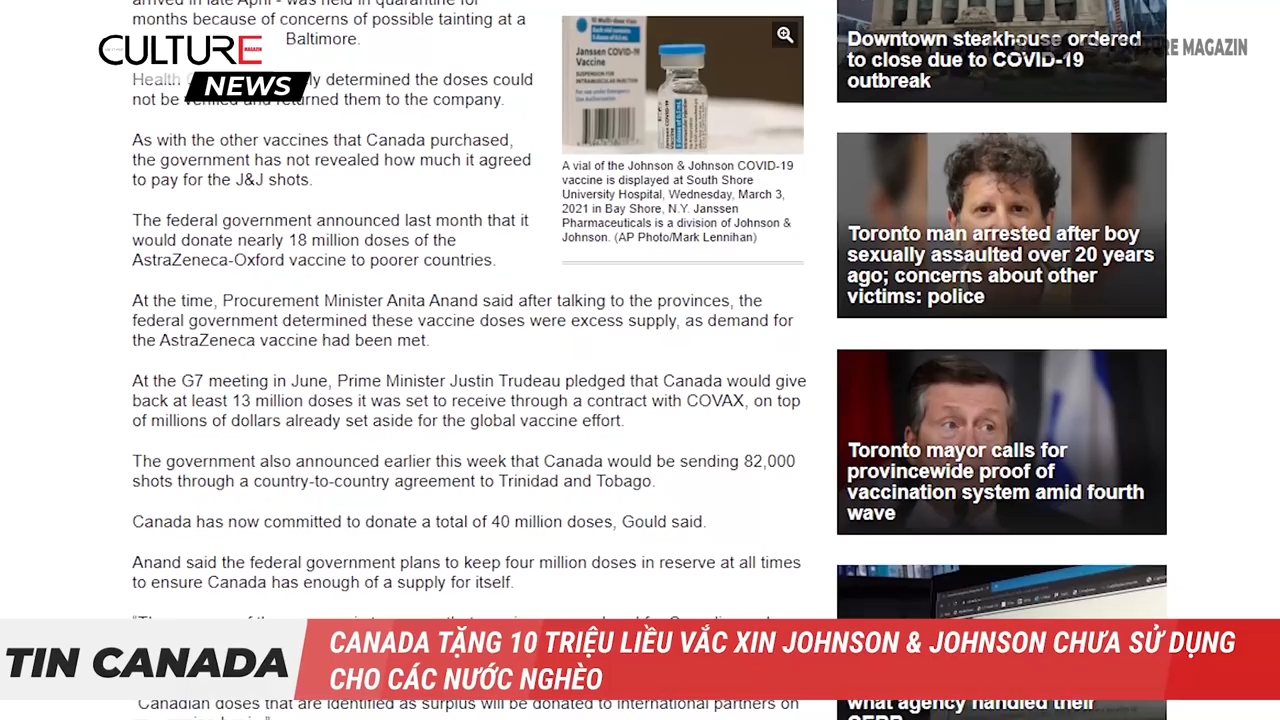 arrived in late April - was held in quarantine for
months because of concerns of possible tainting at a
Baltimore.
CULTURE
MAGAZIN
NEWS
Health
ly determined the doses could
not be verified and returned them to the company.
As with the other vaccines that Canada purchased,
the government has not revealed how much it agreed
to pay for the J&J shots.
The federal government announced last month that it
would donate nearly 18 million doses of the
AstraZeneca-Oxford vaccine to poorer countries.
Janssen COVID-19
Vaccine
A vial of the Johnson & Johnson COVID-19
vaccine is displayed at South Shore
University Hospital, Wednesday, March 3,
2021 in Bay Shore, N.Y. Janssen
Pharmaceuticals is a division of Johnson &
Johnson. (AP Photo/Mark Lennihan)
At the time, Procurement Minister Anita Anand said after talking to the provinces, the
federal government determined these vaccine doses were excess supply, as demand for
the AstraZeneca vaccine had been met.
At the G7 meeting in June, Prime Minister Justin Trudeau pledged that Canada would give
back at least 13 million doses it was set to receive through a contract with COVAX, on top
of millions of dollars already set aside for the global vaccine effort.
The government also announced earlier this week that Canada would be sending 82,000
shots through a country-to-country agreement to Trinidad and Tobago.
Canada has now committed to donate a total of 40 million doses, Gould said.
Anand said the federal government plans to keep four million doses in reserve at all times
to ensure Canada has enough of a supply for itself.
"Canadian doses that are identified as surplus will be donated to international partners on
Downtown steakhouse ordered
to close due to COVID-19
outbreak
MAGAZIN
Toronto man arrested after boy
sexually assaulted over 20 years
ago; concerns about other
victims: police
Toronto mayor calls for
provincewide proof of
vaccination system amid fourth
wave
what agency handled their
CERB
TIN CANADA
CANADA TẶNG 10 TRIỆU LIỀU VẮC XIN JOHNSON & JOHNSON CHƯA SỬ DỤNG
CHO CÁC NƯỚC NGHÈO